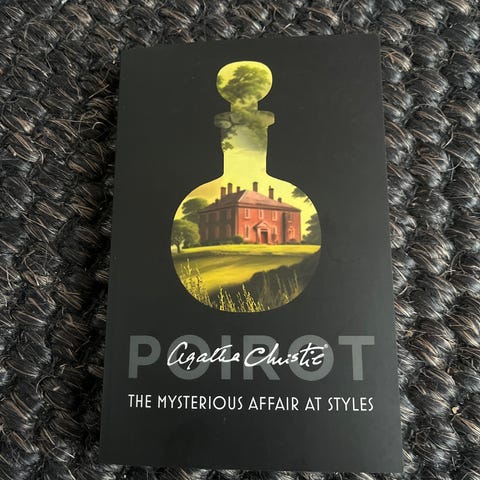 POIROT
Agatha Christie®
THE MYSTERIOUS AFFAIR AT STYLES